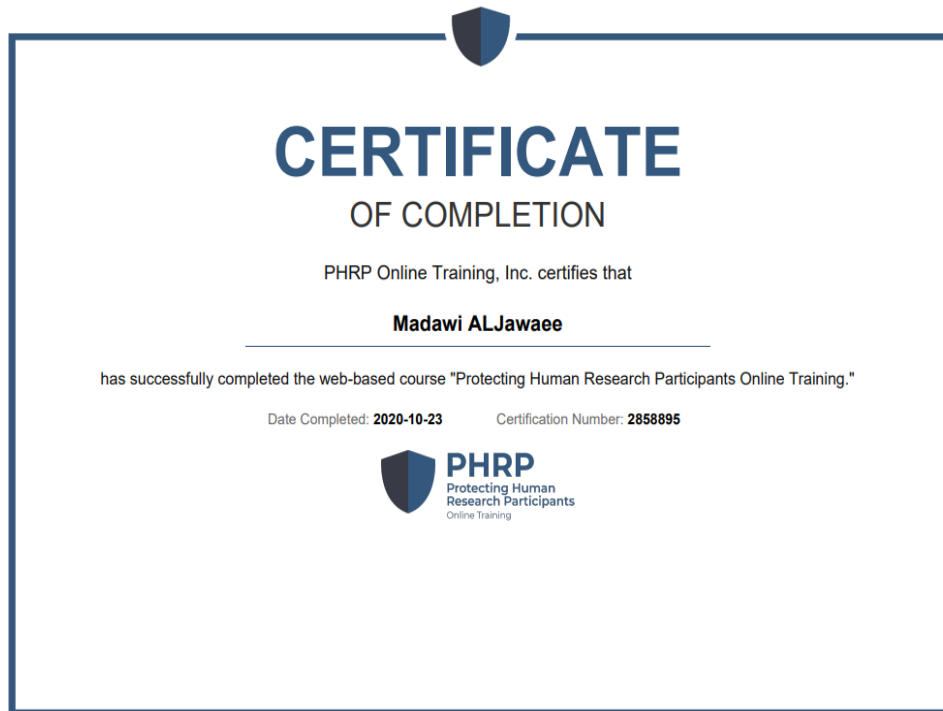 CERTIFICATE
OF COMPLETION
PHRP Online Training, Inc. certifies that
Madawi ALJawaee
has successfully completed the web-based course "Protecting Human Research Participants Online Training."
Date Completed: 2020-10-23 Certification Number: 2858895
PHRP
Protecting Human
Research Participants
Online Training